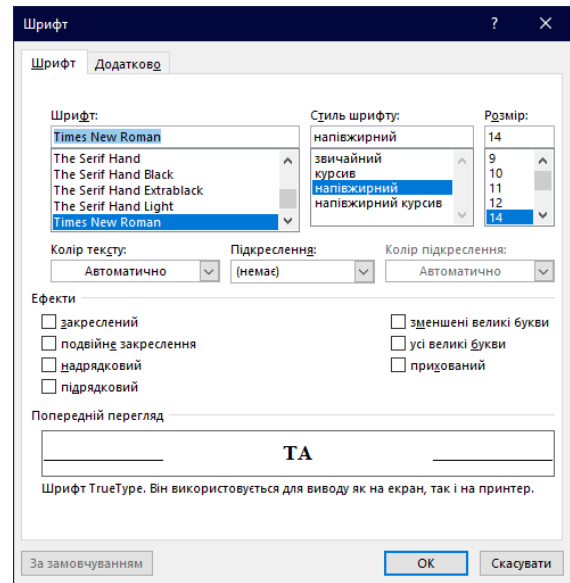 Шрифт ? ×
Шрифт Додатково
Шрифт: Стиль шрифту: Розмір:
Times New Roman напівжирний 14
The Serif Hand звичайний 9
The Serif Hand Black курсив 10
The Serif Hand Extrablack напівжирний 11
The Serif Hand Light напівжирний курсив 12
Times New Roman 14
Колір тексту: Підкреслення: Колір підкреслення:
Автоматично (немає) Автоматично
Ефекти
закреслений зменшені великі букви
подвійне закреслення усі великі букви
надрядковий прихований
підрядковий
Попередній перегляд
ТА
Шрифт TrueType. Він використовується для виводу як на екран, так і на принтер.
За замовчуванням ОК Скасувати